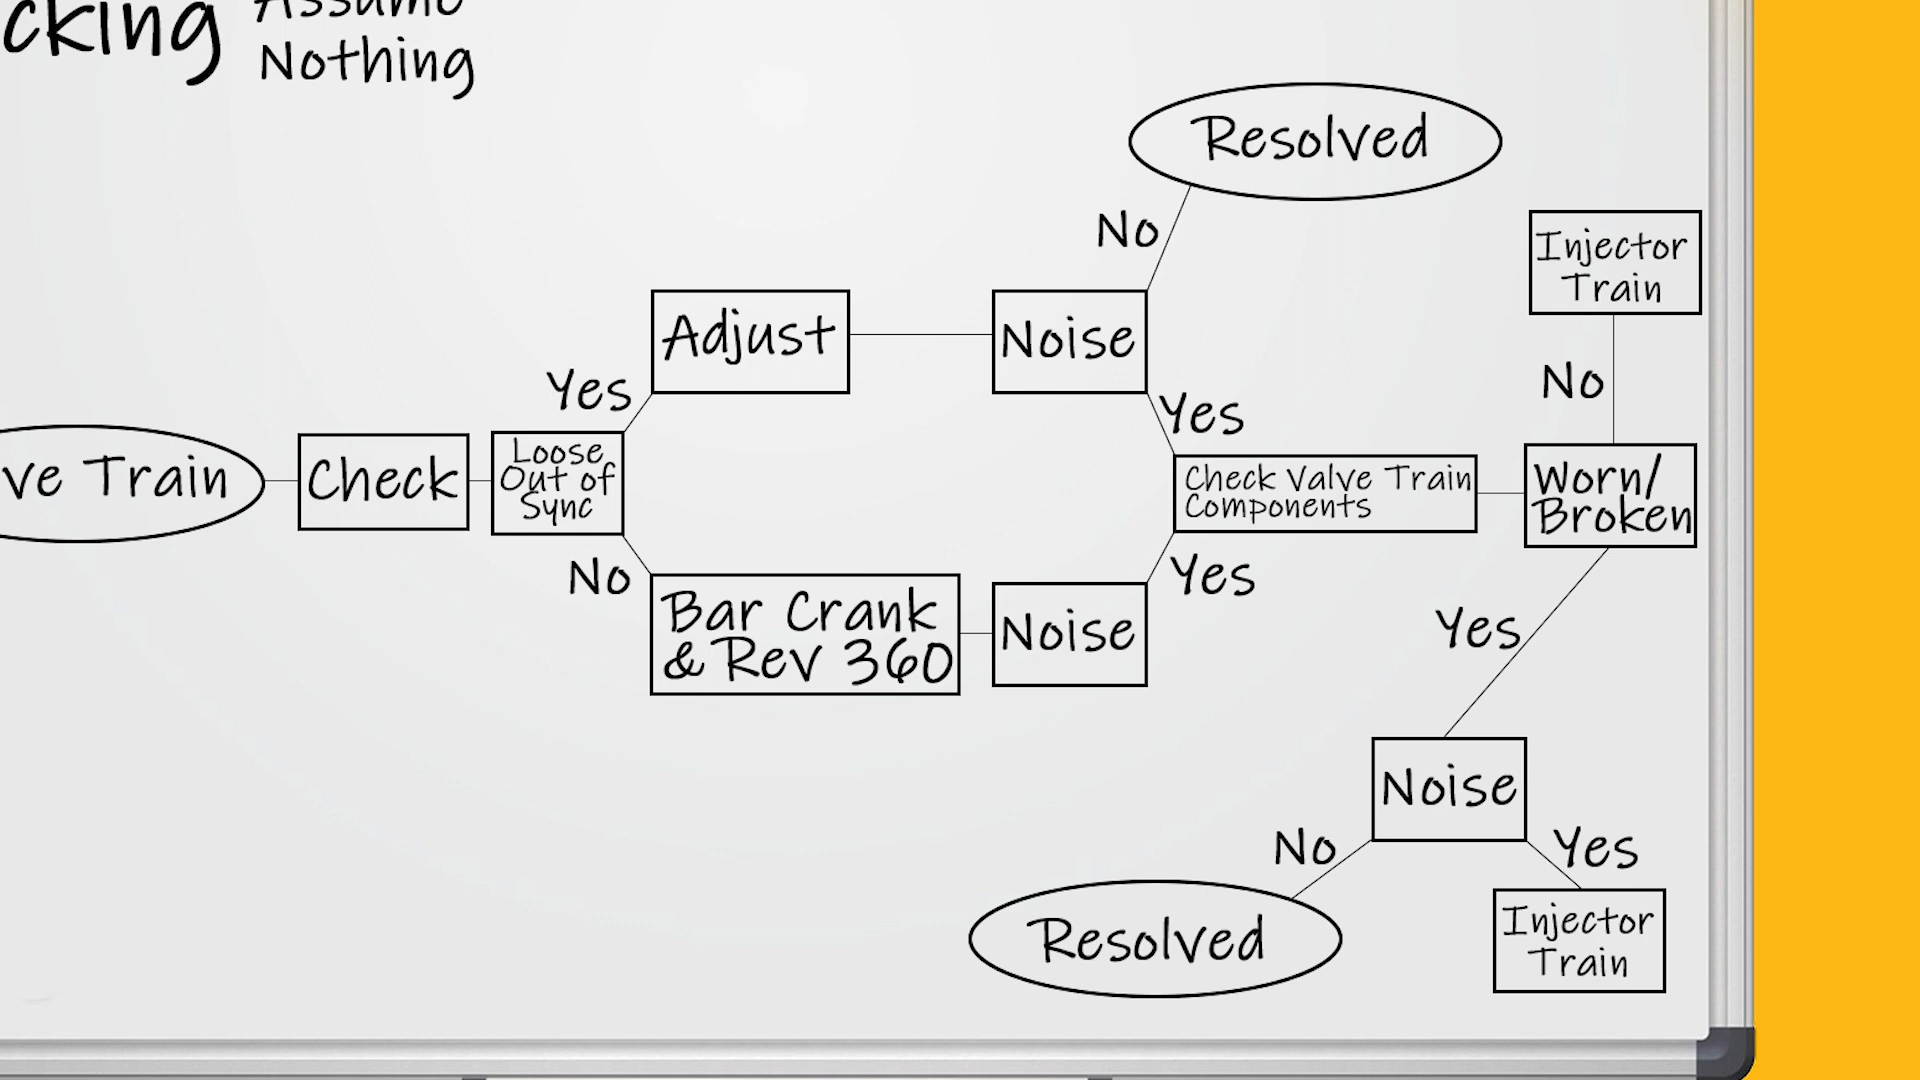 cking
Assume
Nothing
Resolved
No
Injector
Train
Adjust
Noise
No
Yes
Yes
ve Train
Check
Loose
Out of
Sync
Check Valve Train
Components
Worn/
Broken
No
Yes
Yes
Bar Crank
& Rev 360
Noise
Noise
No
Yes
Resolved
Injector
Train